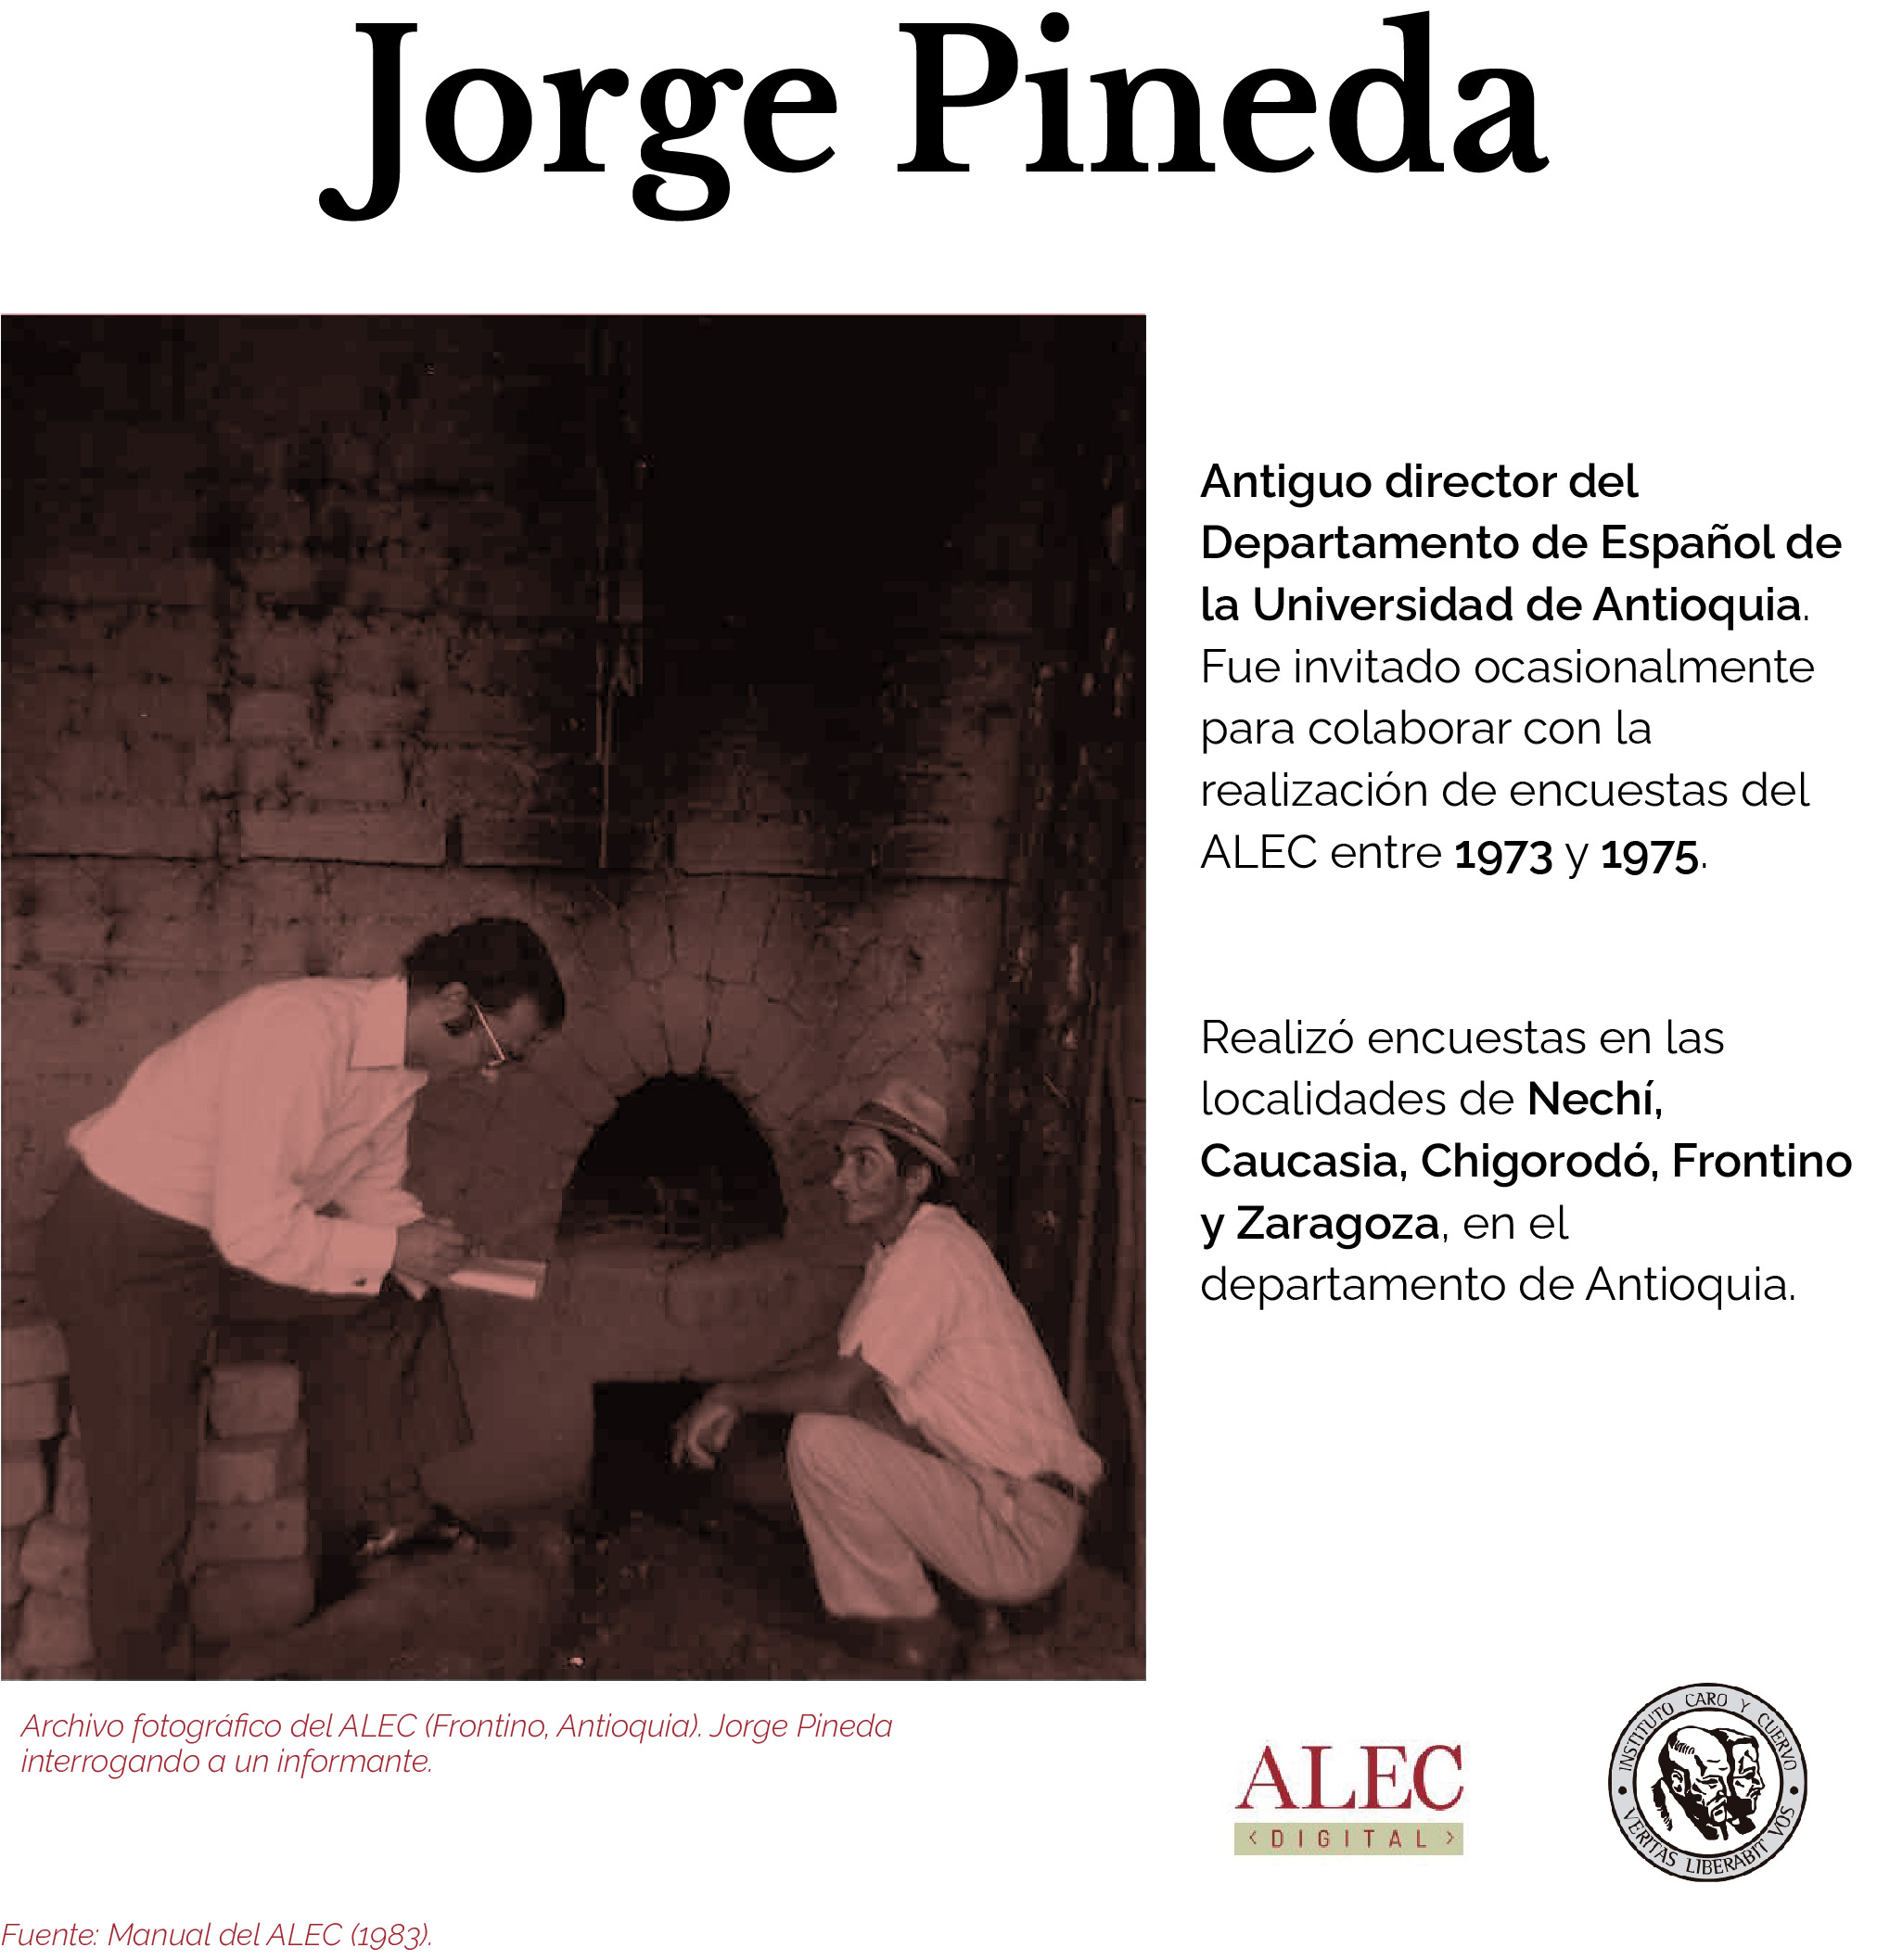 Jorge Pineda
Antiguo director del
Departamento de Español de
la Universidad de Antioquia.
Fue invitado ocasionalmente
para colaborar con la
realización de encuestas del
ALEC entre 1973 y 1975.
Realizó encuestas en las
localidades de Nechí,
Caucasia, Chigorodó, Frontino
y Zaragoza, en el
departamento de Antioquia.
Archivo fotográfico del ALEC (Frontino, Antioquia). Jorge Pineda
interrogando a un informante.
ALEC
<DIGITAL>
INSTITUTO CARO Y CUERVO
VERITAS LIBERABIT VOS
Fuente: Manual del ALEC (1983).